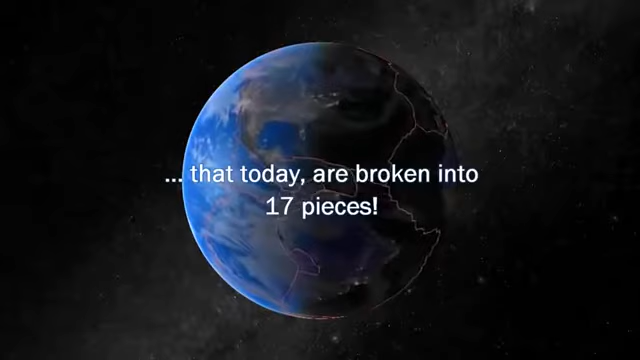 ... that today, are broken into
17 pieces!